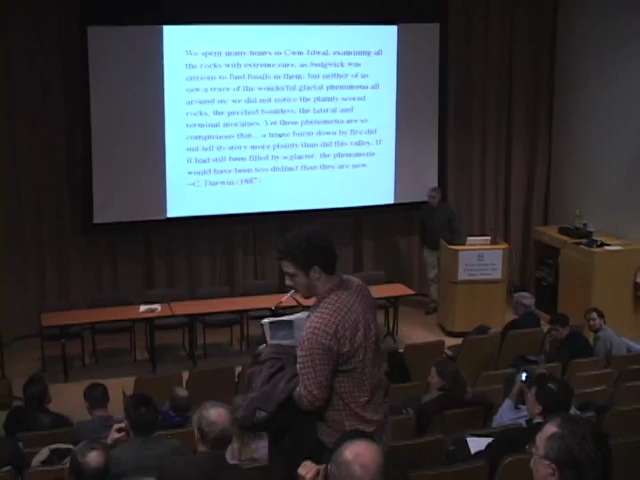 We spent many hours in Cwm Idwal, examining all
the rocks with extreme care, as Sedgwick was
anxious to find fossils in them; but neither of us
saw a trace of the wonderful glacial phenomena all
around us; we did not notice the plainly scored
rocks, the perched boulders, the lateral and
terminal moraines. Yet these phenomena are so
conspicuous that... a house burnt down by fire did
not tell its story more plainly than did this valley. If
it had still been filled by a glacier, the phenomena
would have been less distinct than they are now.
—C. Darwin (1887)